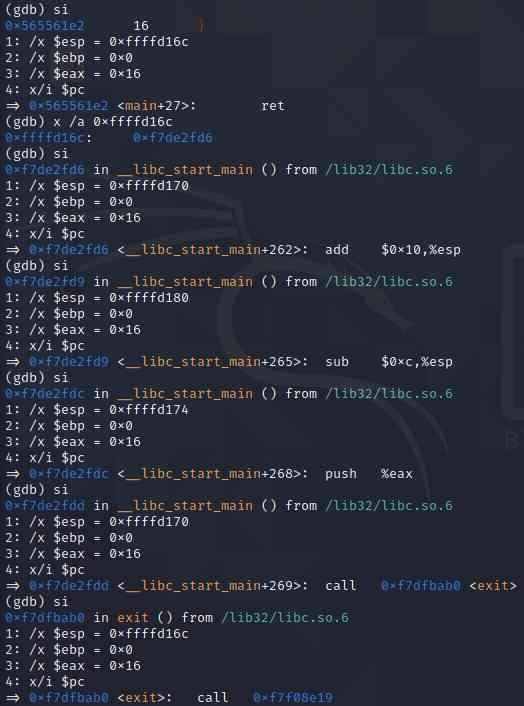 (gdb) si
0×565561e2      16      }
1: /x $esp = 0×ffffd16c
2: /x $ebp = 0×0
3: /x $eax = 0×16
4: x/i $pc
⇒ 0×565561e2 <main+27>:        ret
(gdb) x /a 0×ffffd16c
0×ffffd16c:     0×f7de2fd6
(gdb) si
0×f7de2fd6 in __libc_start_main () from /lib32/libc.so.6
1: /x $esp = 0×ffffd170
2: /x $ebp = 0×0
3: /x $eax = 0×16
4: x/i $pc
⇒ 0×f7de2fd6 <__libc_start_main+262>:  add    $0×10,%esp
(gdb) si
0×f7de2fd9 in __libc_start_main () from /lib32/libc.so.6
1: /x $esp = 0×ffffd180
2: /x $ebp = 0×0
3: /x $eax = 0×16
4: x/i $pc
⇒ 0×f7de2fd9 <__libc_start_main+265>:  sub    $0×c,%esp
(gdb) si
0×f7de2fdc in __libc_start_main () from /lib32/libc.so.6
1: /x $esp = 0×ffffd174
2: /x $ebp = 0×0
3: /x $eax = 0×16
4: x/i $pc
⇒ 0×f7de2fdc <__libc_start_main+268>:  push   %eax
(gdb) si
0×f7de2fdd in __libc_start_main () from /lib32/libc.so.6
1: /x $esp = 0×ffffd170
2: /x $ebp = 0×0
3: /x $eax = 0×16
4: x/i $pc
⇒ 0×f7de2fdd <__libc_start_main+269>:  call   0×f7dfbab0 <exit>
(gdb) si
0×f7dfbab0 in exit () from /lib32/libc.so.6
1: /x $esp = 0×ffffd16c
2: /x $ebp = 0×0
3: /x $eax = 0×16
4: x/i $pc
⇒ 0×f7dfbab0 <exit>:   call   0×f7f08e19